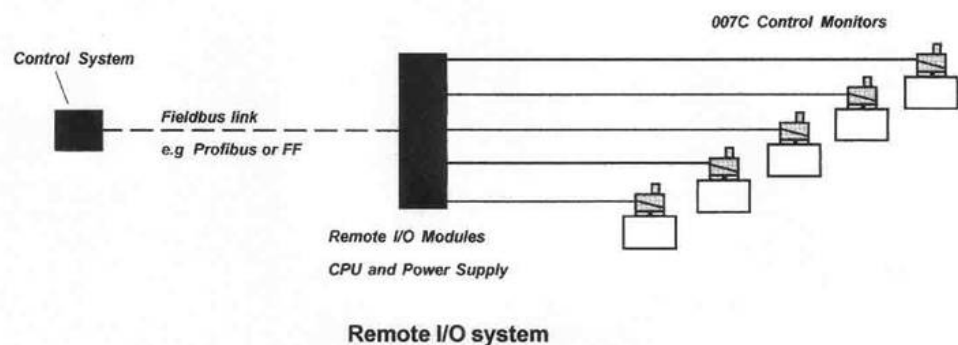 007C Control Monitors
Control System
Fieldbus link
e.g Profibus or FF
Remote I/O Modules
CPU and Power Supply
Remote I/O system